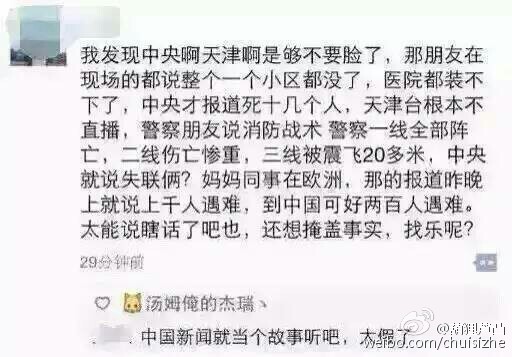 我发现中央啊天津啊是够不要脸了，那朋友在
现场的都说整个一个小区都没了，医院都装不
下了，中央才报道死十几个人，天津台根本不
直播，警察朋友说消防战术 警察一线全部阵
亡，二线伤亡惨重，三线被震飞20多米，中央
就说失联俩？妈妈同事在欧洲，那的报道昨晚
上就说上千人遇难，到中国可好两百人遇难。
太能说瞎话了吧也，还想掩盖事实，找乐呢？
29分钟前
汤姆俺的杰瑞、
中国新闻就当个故事听吧，太假了
weibo.com/chuisizhe